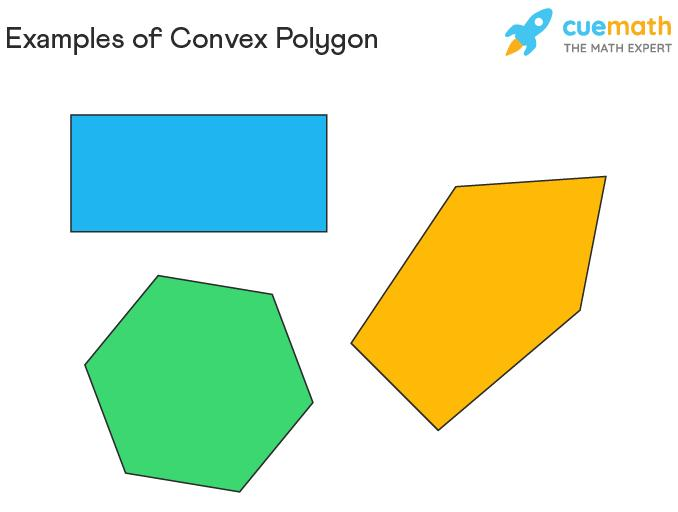 Examples of Convex Polygon
cuemath
THE MATH EXPERT